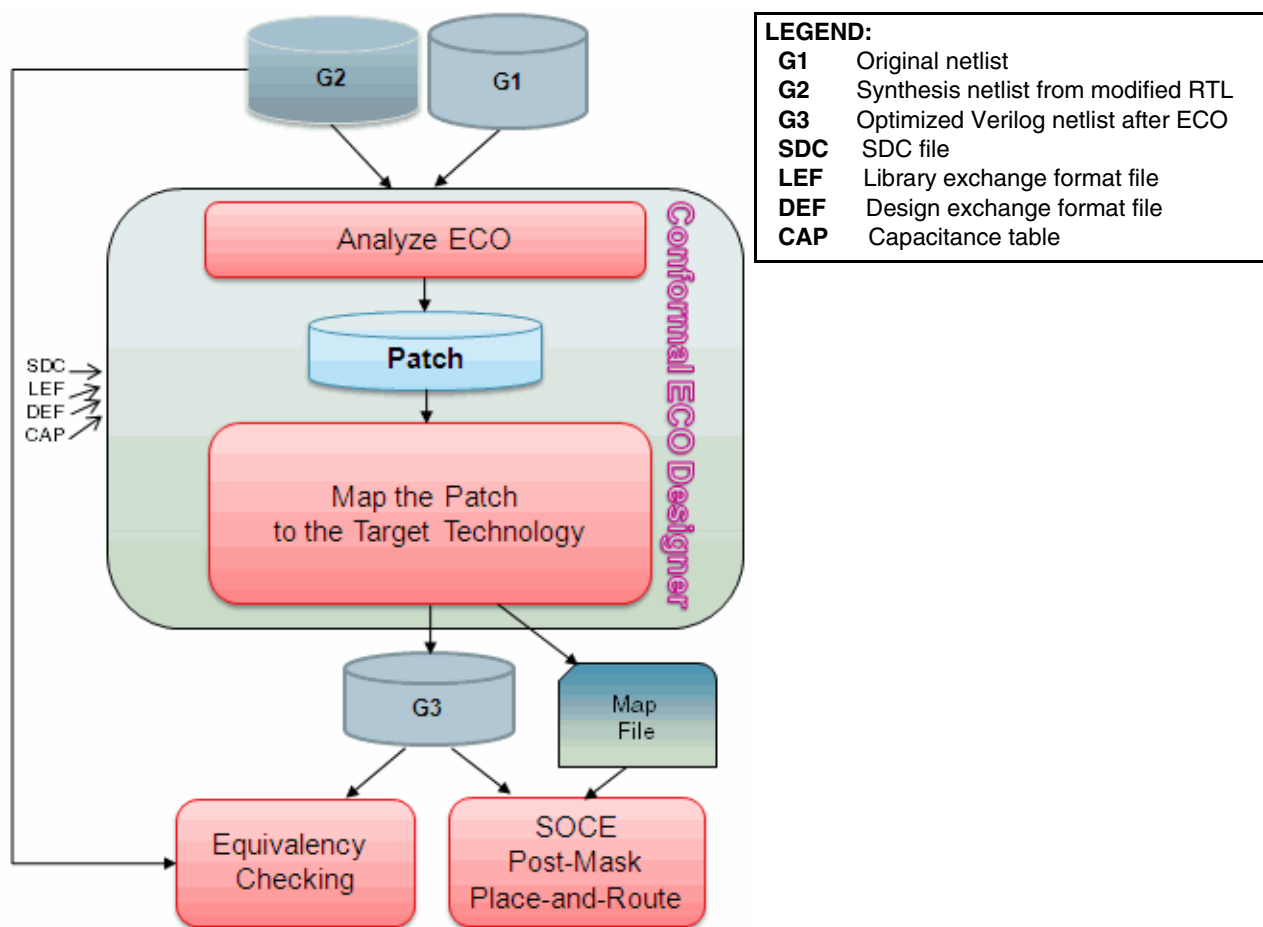 G2
G1
LEGEND:
G1 Original netlist
G2 Synthesis netlist from modified RTL
G3 Optimized Verilog netlist after ECO
SDC SDC file
LEF Library exchange format file
DEF Design exchange format file
CAP Capacitance table
Analyze ECO
Conformal ECO Designer
Patch
SDC
LEF
DEF
CAP
Map the Patch
to the Target Technology
G3
Map
File
Equivalency
Checking
SOCE
Post-Mask
Place-and-Route